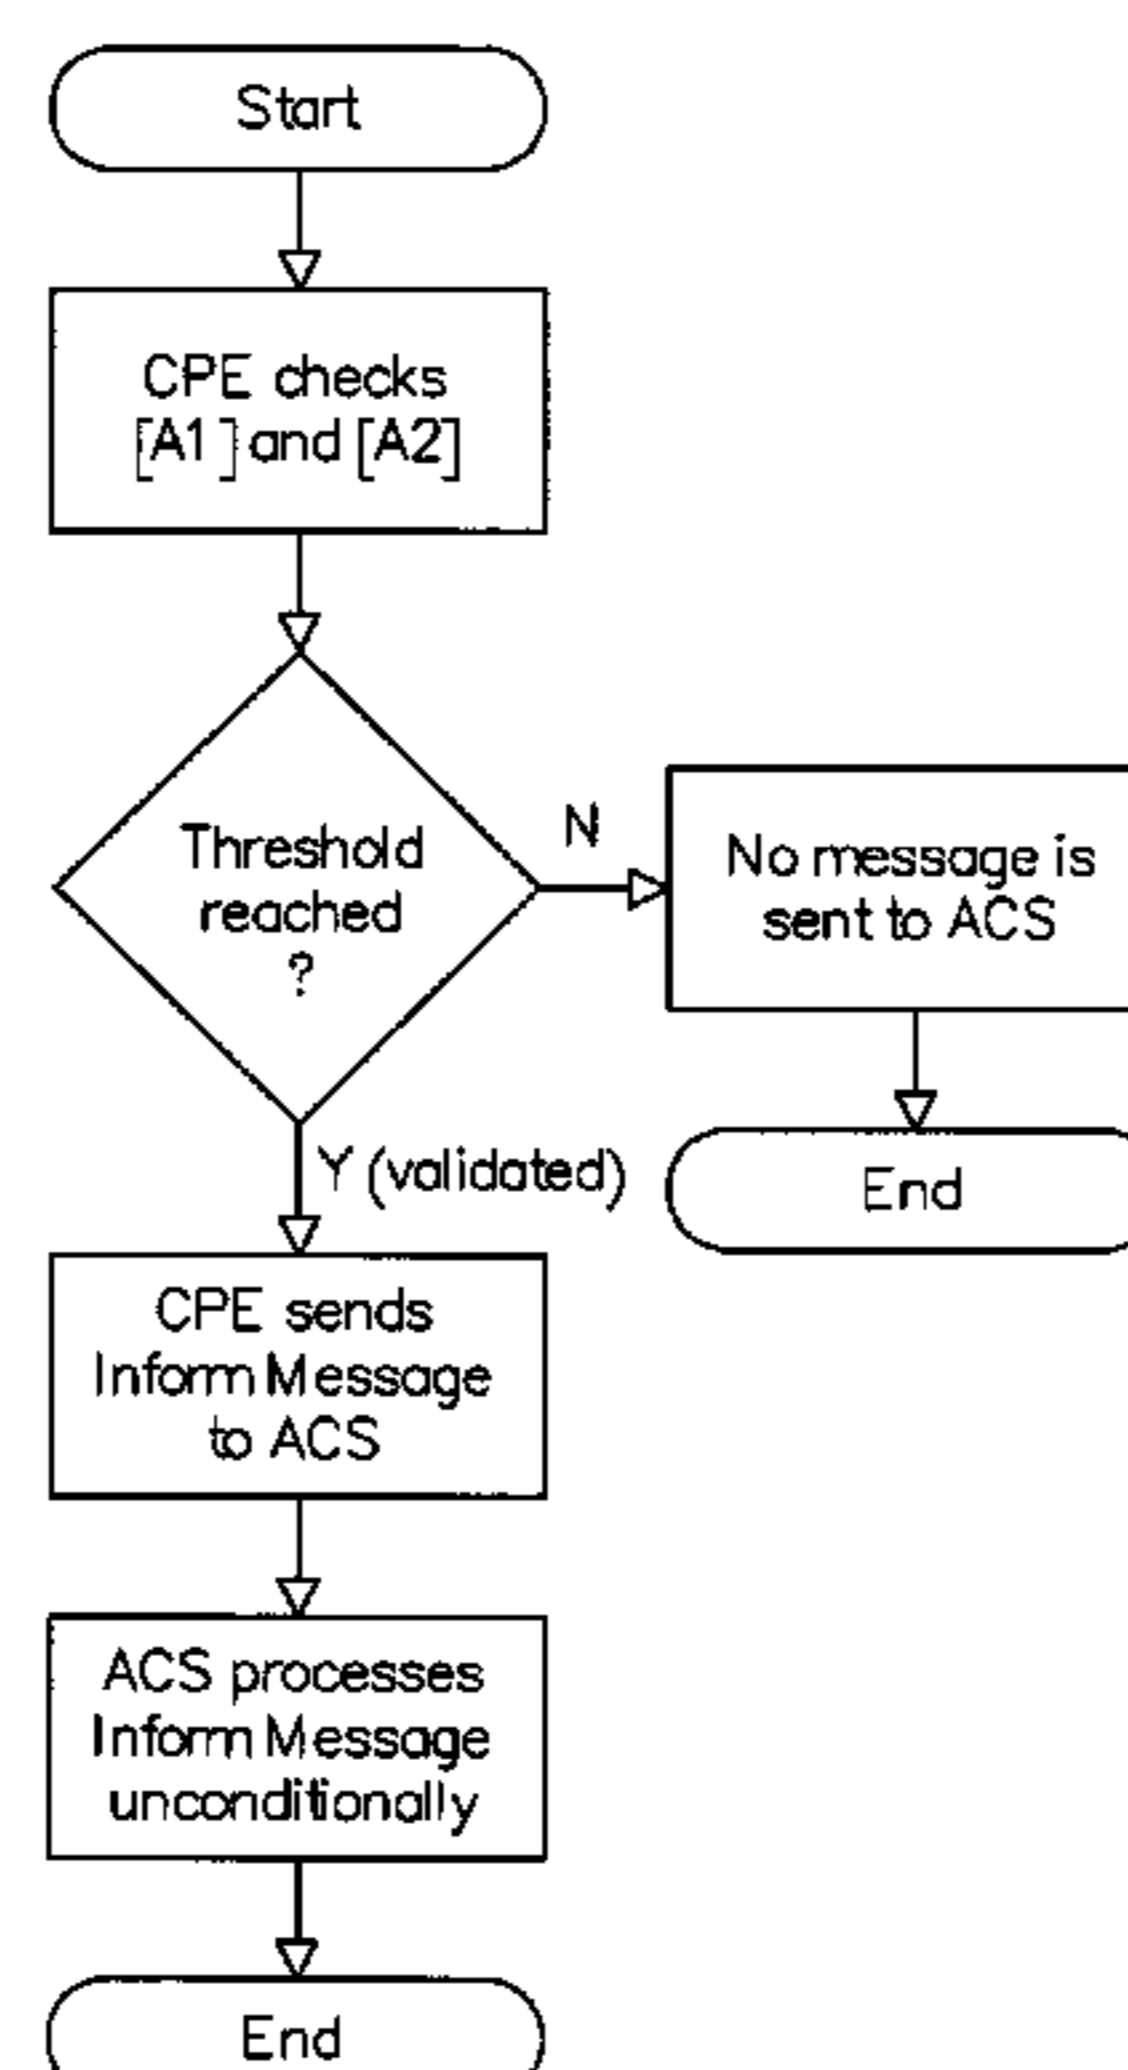 Start
CPE checks
[A1] and [A2]
Threshold
reached
?
N
No message is
sent to ACS
End
Y (validated)
CPE sends
Inform Message
to ACS
ACS processes
Inform Message
unconditionally
End